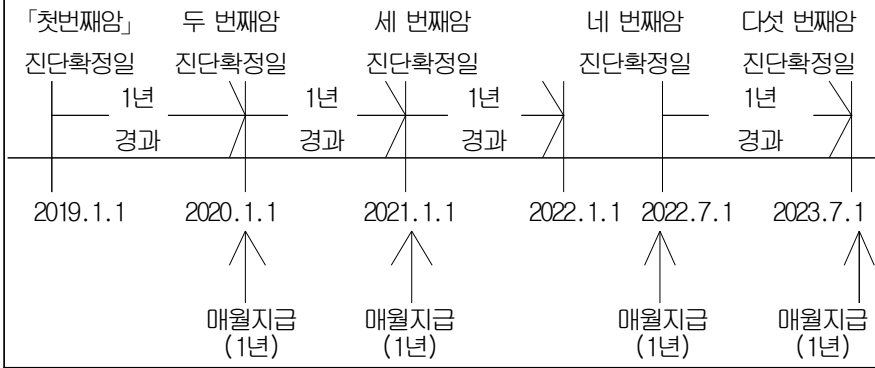 「첫번째암」 두 번째암 세 번째암 네 번째암 다섯 번째암
진단확정일 진단확정일 진단확정일 진단확정일 진단확정일
1년 1년 1년 1년
경과 경과 경과 경과
2019.1.1 2020.1.1 2021.1.1 2022.1.1 2022.7.1 2023.7.1
매월지급 매월지급 매월지급 매월지급
(1년) (1년) (1년) (1년)